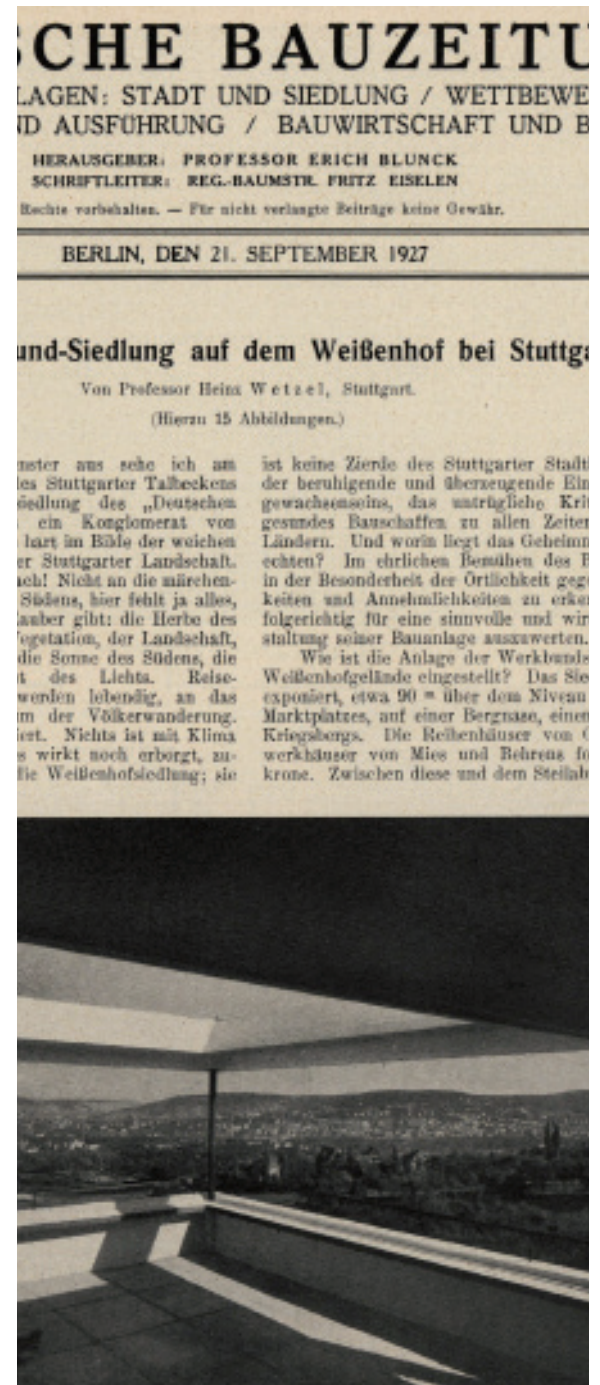 SCHE BAUZEITU
LAGEN: STADT UND SIEDLUNG / WETTBEWE
ND AUSFÜHRUNG / BAUWIRTSCHAFT UND B
HERAUSGEBER: PROFESSOR ERICH BLUNCK
SCHRIFTLEITER: REG.-BAUMSTR. FRITZ EISELEN
Rechte vorbehalten. — Für nicht verlangte Beiträge keine Gewähr.
BERLIN, DEN 21. SEPTEMBER 1927
und-Siedlung auf dem Weißenhof bei Stuttga
Von Professor Heinz Wetzel, Stuttgart.
(Hierzu 15 Abbildungen.)
nster aus sehe ich am
des Stuttgarter Talbeckens
siedlung des „Deutschen
ein Konglomerat von
hart im Bilde der weichen
er Stuttgarter Landschaft.
ach! Nicht an die märchen-
Südens, hier fehlt ja alles,
auber gibt: die Herbe des
Vegetation, der Landschaft,
die Sonne des Südens, die
t des Lichts. Reise-
werden lebendig, an das
m der Völkerwanderung.
iert. Nichts ist mit Klima
s wirkt noch erborgt, zu-
die Weißenhofsiedlung; sie
ist keine Zierde des Stuttgarter Stadtb
der beruhigende und überzeugende Ein
gewachsenseins, das untrügliche Krit
gesundes Bauschaffen zu allen Zeiten
Ländern. Und worin liegt das Geheimn
echten? Im ehrlichen Bemühen des B
in der Besonderheit der Örtlichkeit gege
keiten und Annehmlichkeiten zu erken
folgerichtig für eine sinnvolle und wir
staltung seiner Bauanlage auszuwerten.
Wie ist die Anlage der Werkbunds
Weißenhofgelände eingestellt? Das Sie
exponiert, etwa 90 m über dem Niveau
Marktplatzes, auf einer Bergnase, einem
Kriegsbergs. Die Reihenhäuser von O
werkhäuser von Mies und Behrens fo
krone. Zwischen diese und dem Steilab